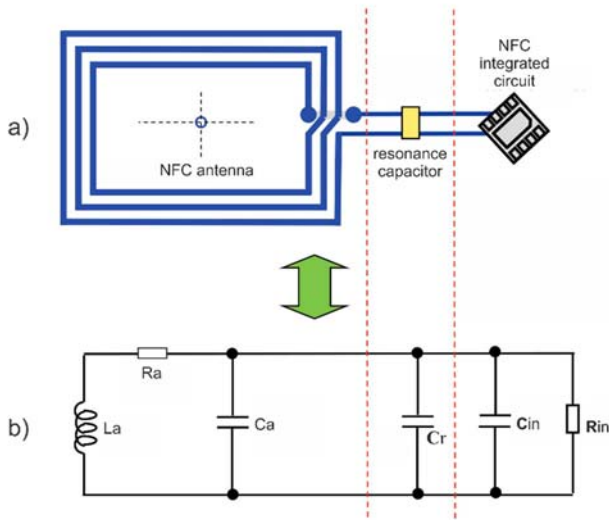 NFC
integrated
circuit
a)
NFC antenna
resonance
capacitor
Ra
b)
La
Ca
Cr
Cin
Rin